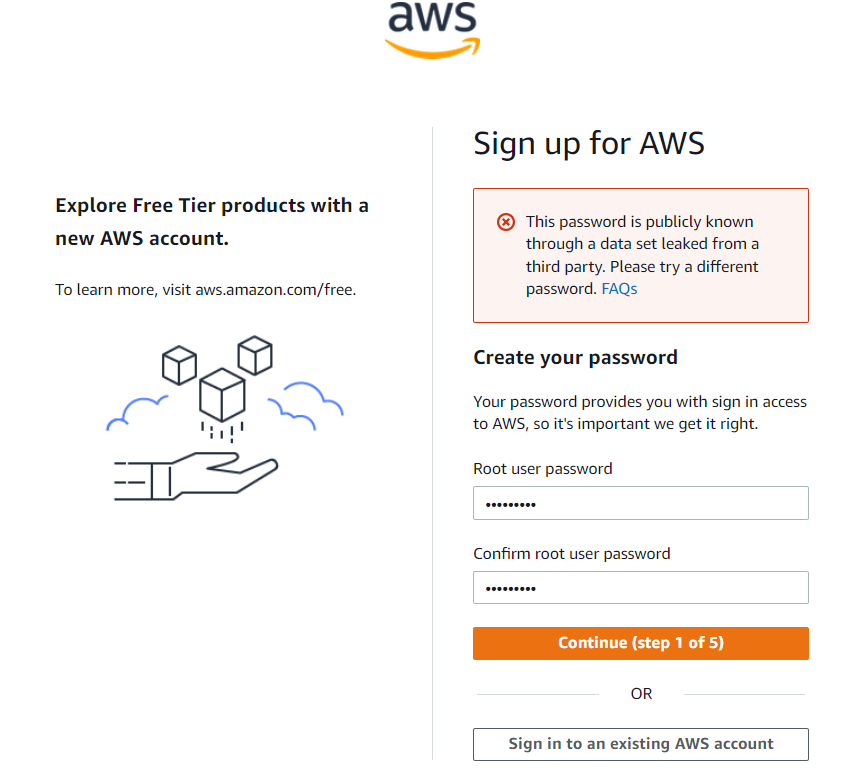 aws
Explore Free Tier products with a
new AWS account.
To learn more, visit aws.amazon.com/free.
Sign up for AWS
This password is publicly known
through a data set leaked from a
third party. Please try a different
password. FAQs
Create your password
Your password provides you with sign in access
to AWS, so it's important we get it right.
Root user password
•••••••••
Confirm root user password
•••••••••
Continue (step 1 of 5)
OR
Sign in to an existing AWS account